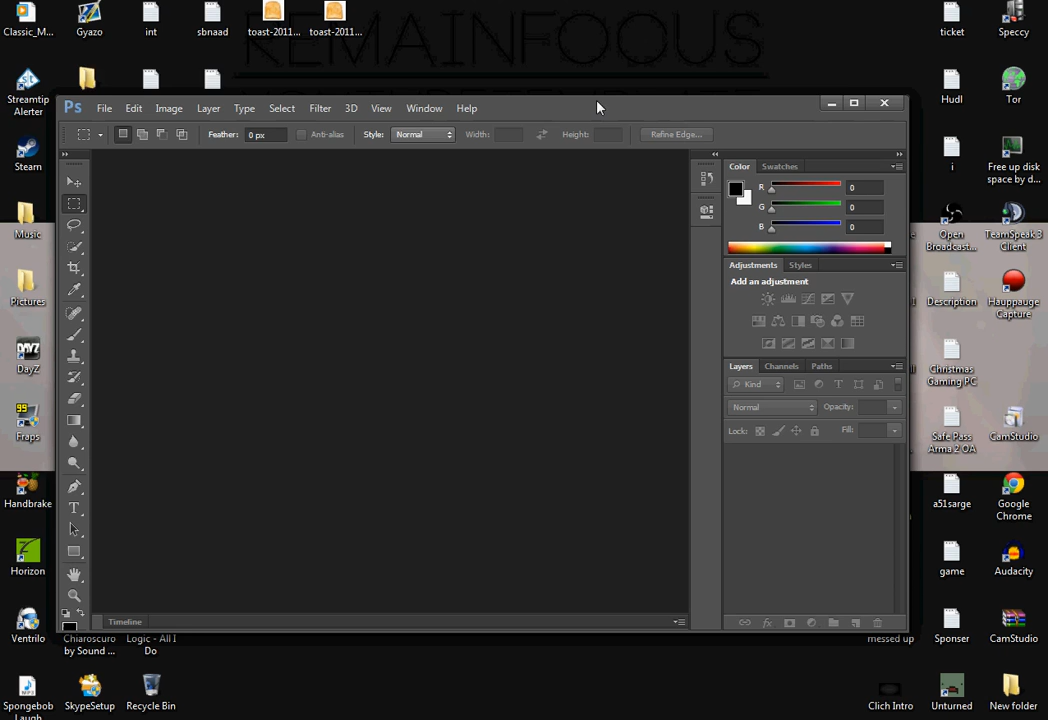 REMAINFOCUS
Classic_M...
Gyazo
int
sbnaad
toast-2011...
toast-2011...
ticket
Speccy
Streamtip
Alerter
Hudl
Tor
Ps File Edit Image Layer Type Select Filter 3D View Window Help
Feather: 0 px Anti-alias Style: Normal Width: Height: Refine Edge...
Steam
i
Free up disk
space by d...
Color Swatches
R 0
G 0
B 0
Music
Open
Broadcast...
TeamSpeak 3
Client
Adjustments Styles
Add an adjustment
Pictures
Description
Hauppauge
Capture
DayZ
Christmas
Gaming PC
Layers Channels Paths
Kind
Normal Opacity:
Lock: Fill:
99
Fraps
Safe Pass
Arma 2 OA
CamStudio
Handbrake
a51sarge
Google
Chrome
T
Horizon
game
Audacity
Timeline
Ventrilo
Chiaroscuro
by Sound ...
Logic - All I
Do
messed up
Sponser
CamStudio
Spongebob
Laugh
SkypeSetup
Recycle Bin
Clich Intro
Unturned
New folder